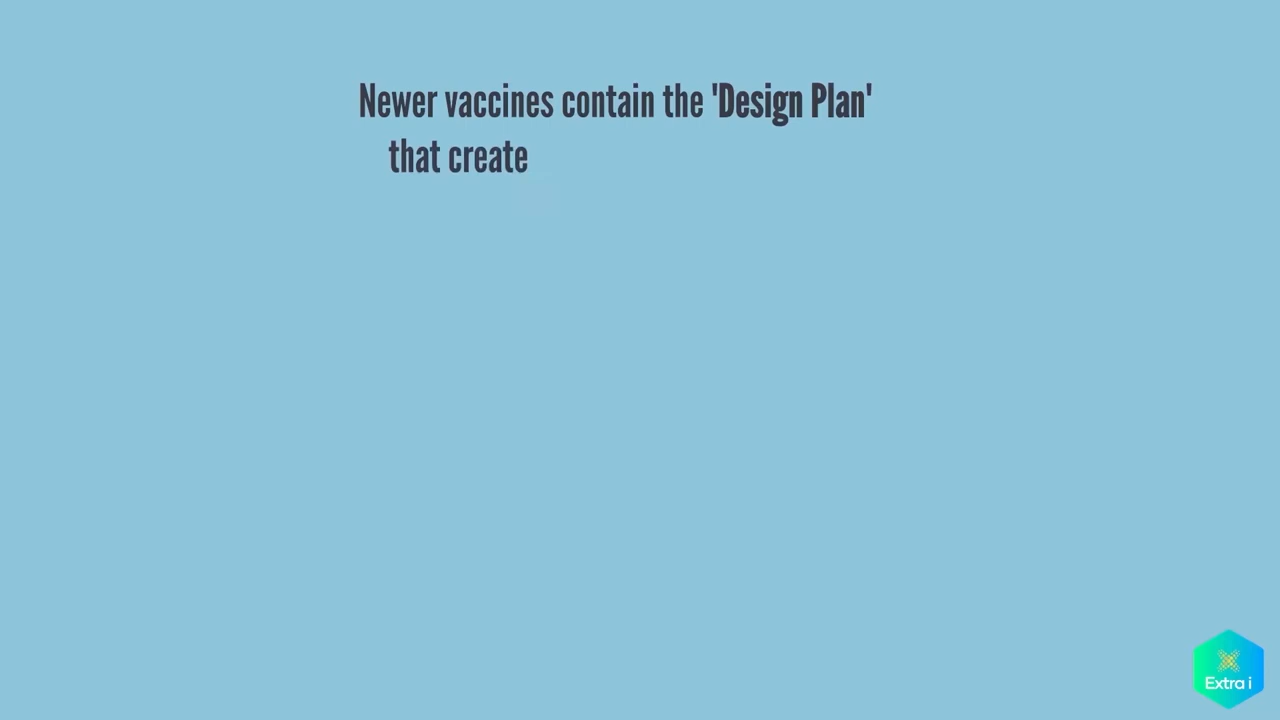 Newer vaccines contain the 'Design Plan'
that create
Extra i